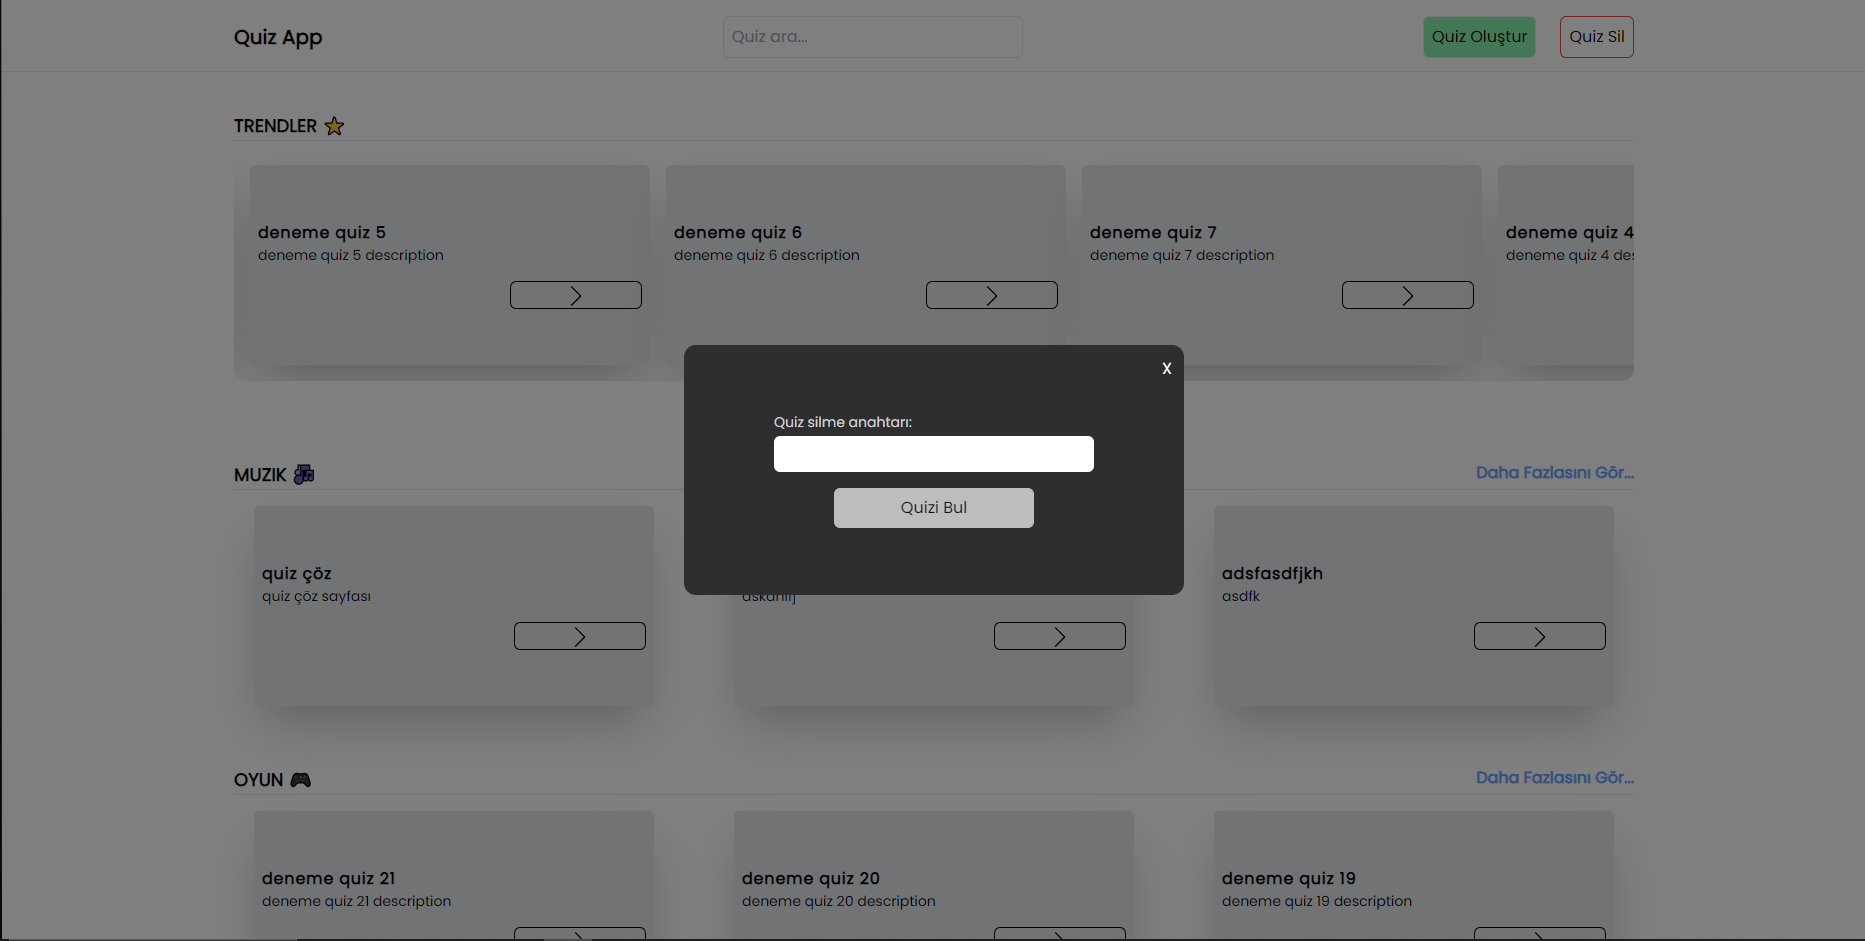 Quiz App
Quiz ara...
Quiz Oluştur
Quiz Sil
TRENDLER
deneme quiz 5
deneme quiz 5 description
deneme quiz 6
deneme quiz 6 description
deneme quiz 7
deneme quiz 7 description
deneme quiz 4
deneme quiz 4
X
Quiz silme anahtarı:
Quizi Bul
MUZIK
Daha Fazlasını Gör...
quiz çöz
quiz çöz sayfası
adsfasdfjkh
asdfk
OYUN
Daha Fazlasını Gör...
deneme quiz 21
deneme quiz 21 description
deneme quiz 20
deneme quiz 20 description
deneme quiz 19
deneme quiz 19 description